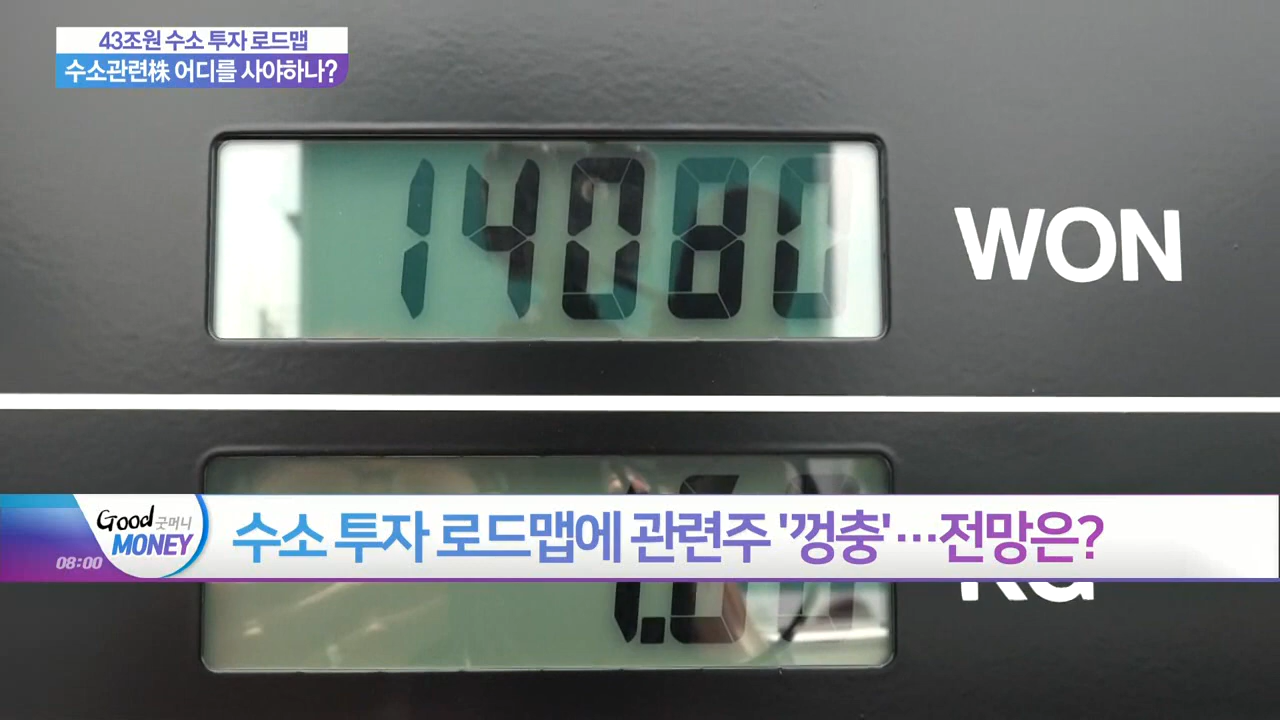 43조원 수소 투자 로드맵
수소관련株 어디를 사야하나?
14080
WON
Good 굿머니
MONEY
08:00
수소 투자 로드맵에 관련주 '껑충'…전망은?